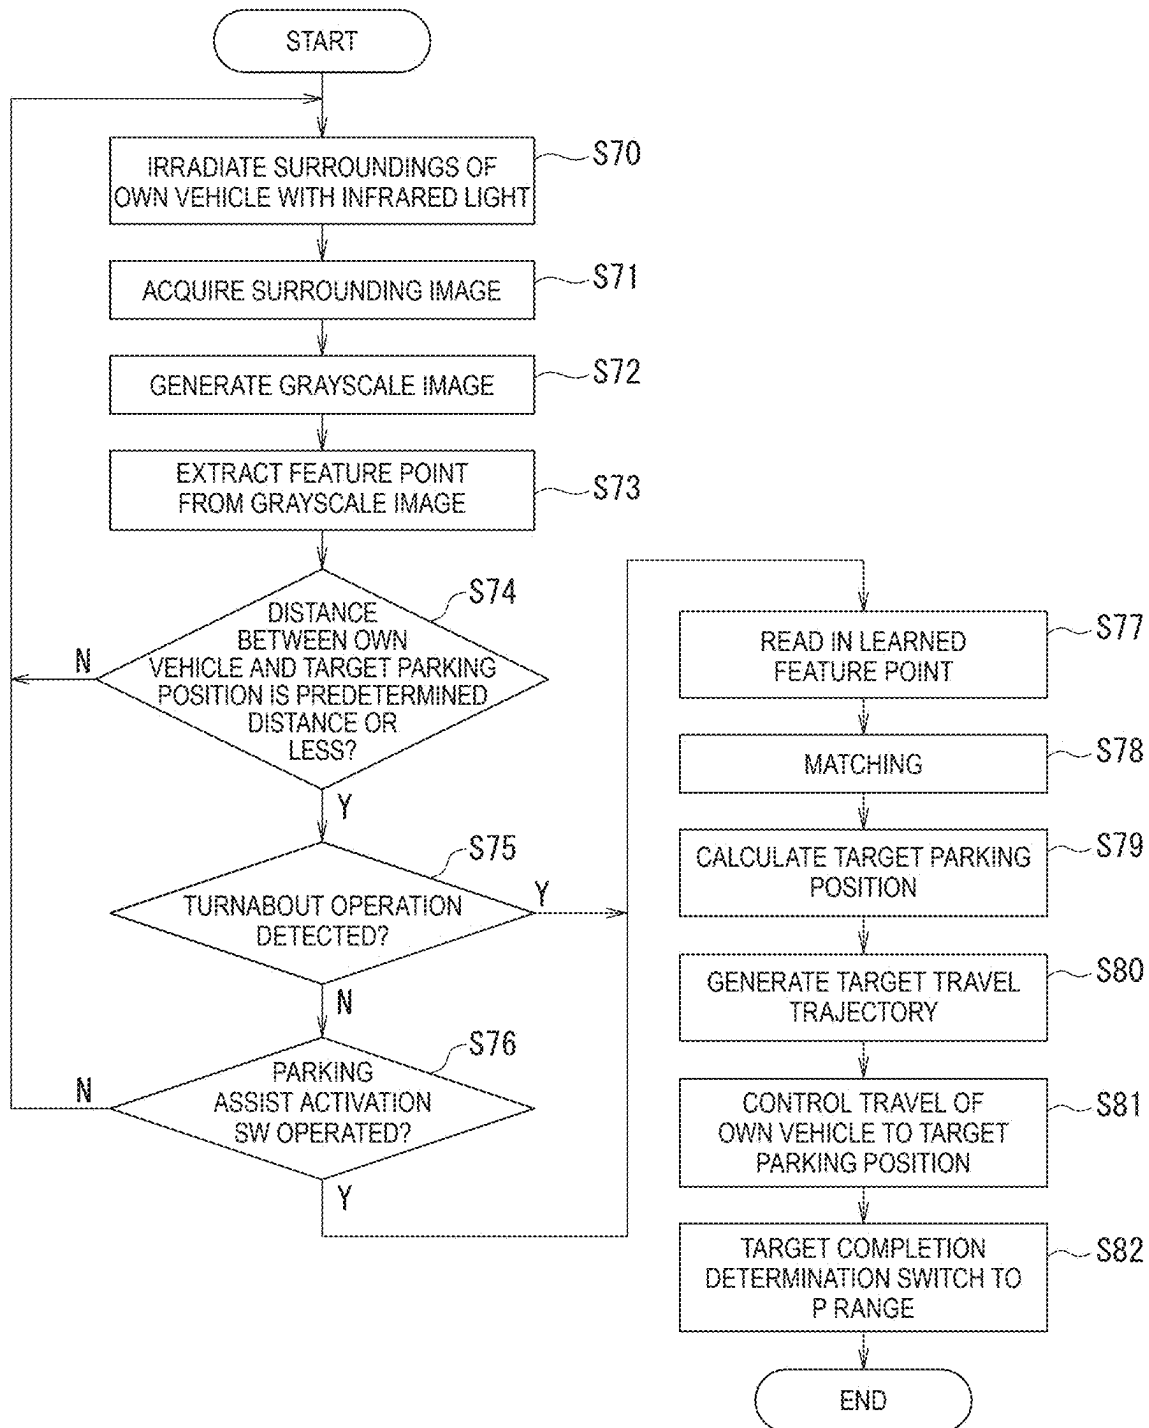 START
IRRADIATE SURROUNDINGS OF
OWN VEHICLE WITH INFRARED LIGHT
S70
ACQUIRE SURROUNDING IMAGE
S71
GENERATE GRAYSCALE IMAGE
S72
EXTRACT FEATURE POINT
FROM GRAYSCALE IMAGE
S73
DISTANCE
BETWEEN OWN
VEHICLE AND TARGET PARKING
POSITION IS PREDETERMINED
DISTANCE OR
LESS?
S74
N
Y
TURNABOUT OPERATION
DETECTED?
S75
Y
N
PARKING
ASSIST ACTIVATION
SW OPERATED?
S76
N
Y
READ IN LEARNED
FEATURE POINT
S77
MATCHING
S78
CALCULATE TARGET PARKING
POSITION
S79
GENERATE TARGET TRAVEL
TRAJECTORY
S80
CONTROL TRAVEL OF
OWN VEHICLE TO TARGET
PARKING POSITION
S81
TARGET COMPLETION
DETERMINATION SWITCH TO
P RANGE
S82
END